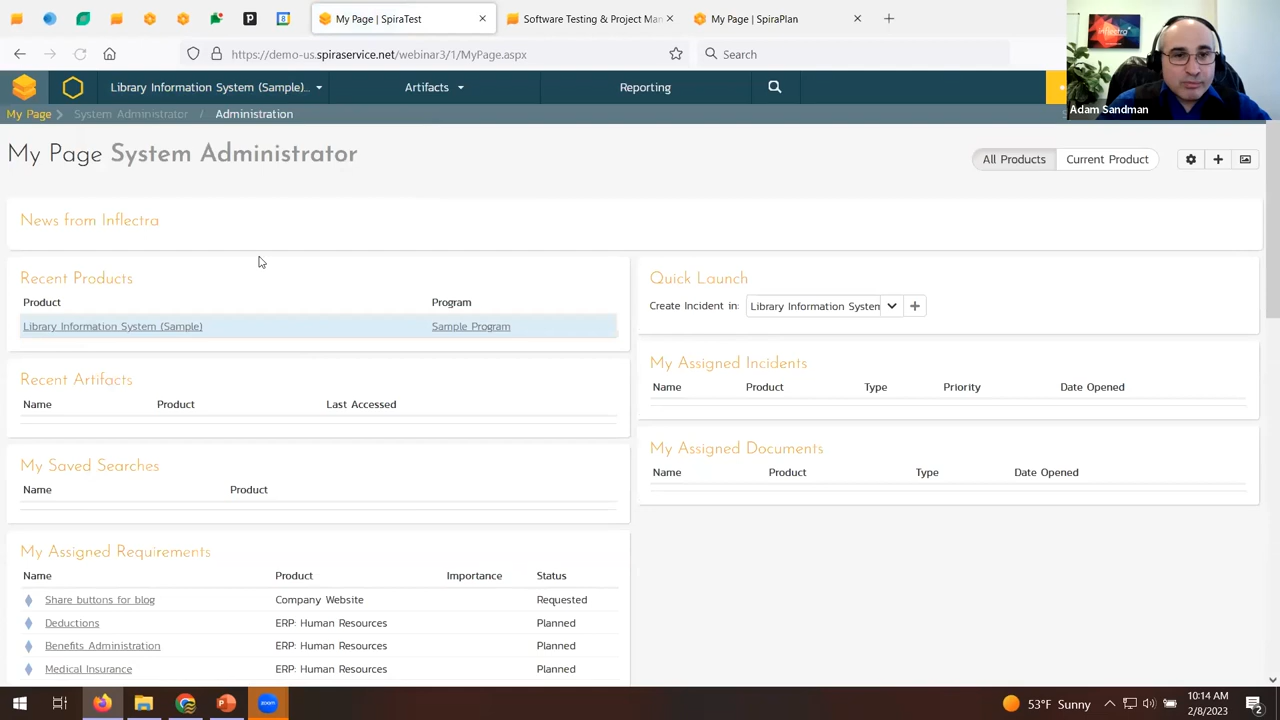 My Page | SpiraTest
Software Testing & Project Man
My Page | SpiraPlan
https://demo-us.spiraservice.net/webinar3/1/MyPage.aspx
Search
inflectra
Library Information System (Sample)...
Artifacts
Reporting
Adam Sandman
My Page
System Administrator / Administration
My Page System Administrator
All Products
Current Product
News from Inflectra
Recent Products
Product
Program
Library Information System (Sample)
Sample Program
Quick Launch
Create Incident in:
Library Information System
Recent Artifacts
Name
Product
Last Accessed
My Assigned Incidents
Name
Product
Type
Priority
Date Opened
My Saved Searches
Name
Product
My Assigned Documents
Name
Product
Type
Date Opened
My Assigned Requirements
Name
Product
Importance
Status
Share buttons for blog
Company Website
Requested
Deductions
ERP: Human Resources
Planned
Benefits Administration
ERP: Human Resources
Planned
Medical Insurance
ERP: Human Resources
Planned
53°F Sunny
10:14 AM
2/8/2023
2